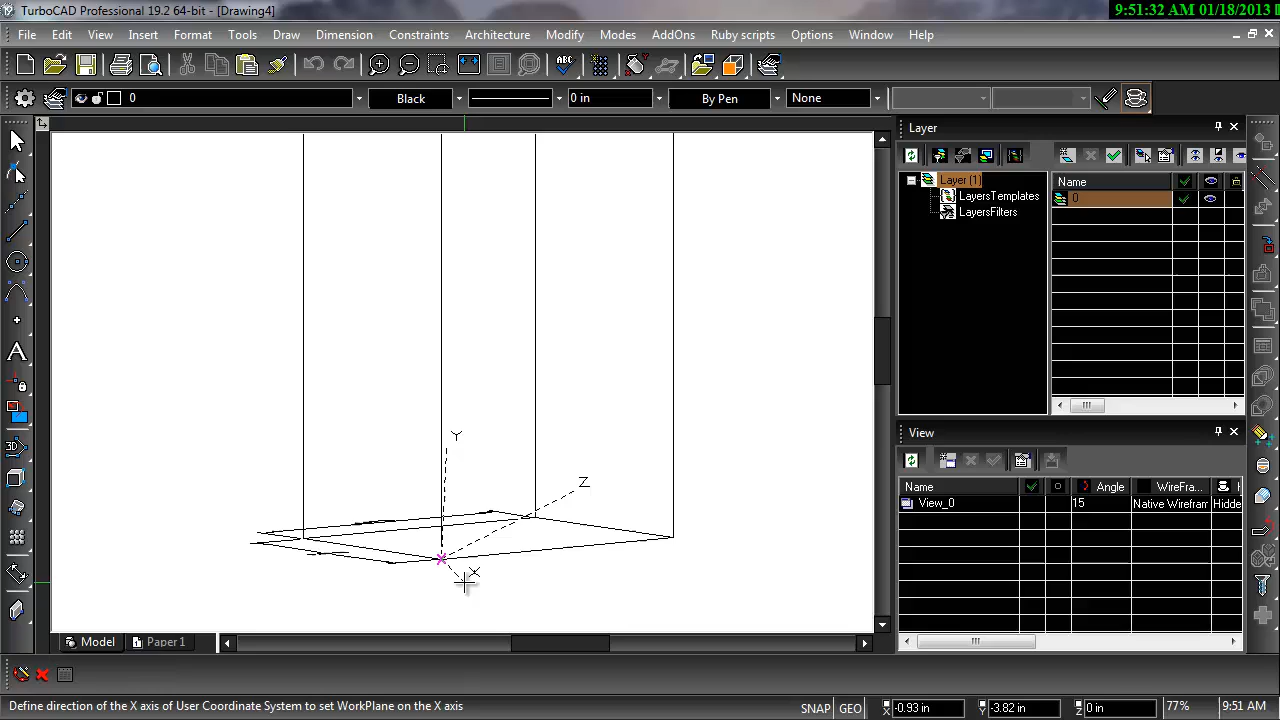 TurboCAD Professional 19.2 64-bit - [Drawing4]
9:51:32 AM 01/18/2013
File Edit View Insert Format Tools Draw Dimension Constraints Architecture Modify Modes AddOns Ruby scripts Options Window Help
ABC
0 Black 0 in By Pen None
Layer
Layer (1)
LayersTemplates
LayersFilters
Name
0
Y
Z
X
View
Name Angle WireFra...
View_0 15 Native Wirefram Hidde
3D
Model Paper 1
Define direction of the X axis of User Coordinate System to set WorkPlane on the X axis
SNAP GEO X -0.93 in Y -3.82 in Z 0 in 77% 9:51 AM